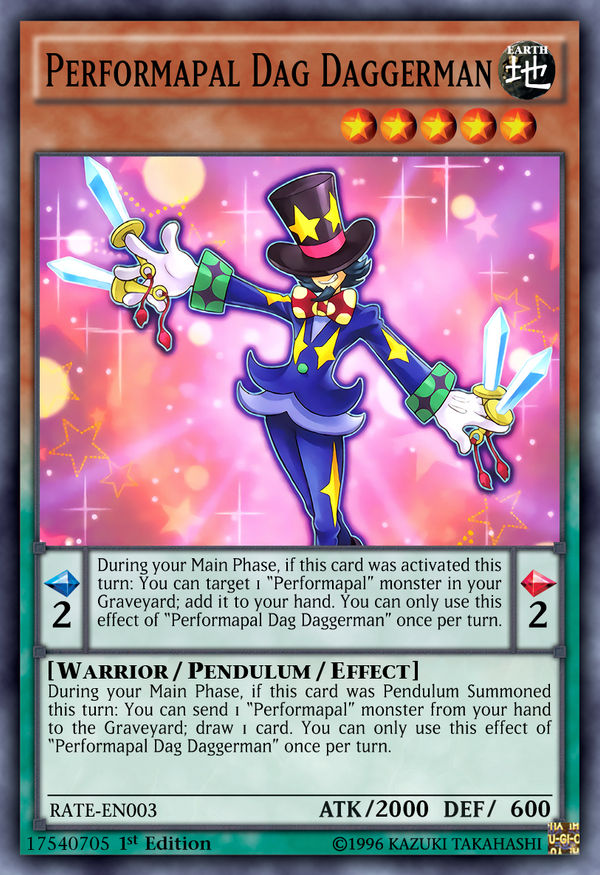 PERFORMAPAL DAG DAGGERMAN
EARTH
地
During your Main Phase, if this card was activated this
turn: You can target 1 "Performapal" monster in your
Graveyard; add it to your hand. You can only use this
effect of "Performapal Dag Daggerman" once per turn.
2
2
[WARRIOR / PENDULUM / EFFECT]
During your Main Phase, if this card was Pendulum Summoned
this turn: You can send 1 "Performapal" monster from your hand
to the Graveyard; draw 1 card. You can only use this effect of
"Performapal Dag Daggerman" once per turn.
RATE-EN003
ATK/2000 DEF/ 600
17540705 1st Edition
©1996 KAZUKI TAKAHASHI